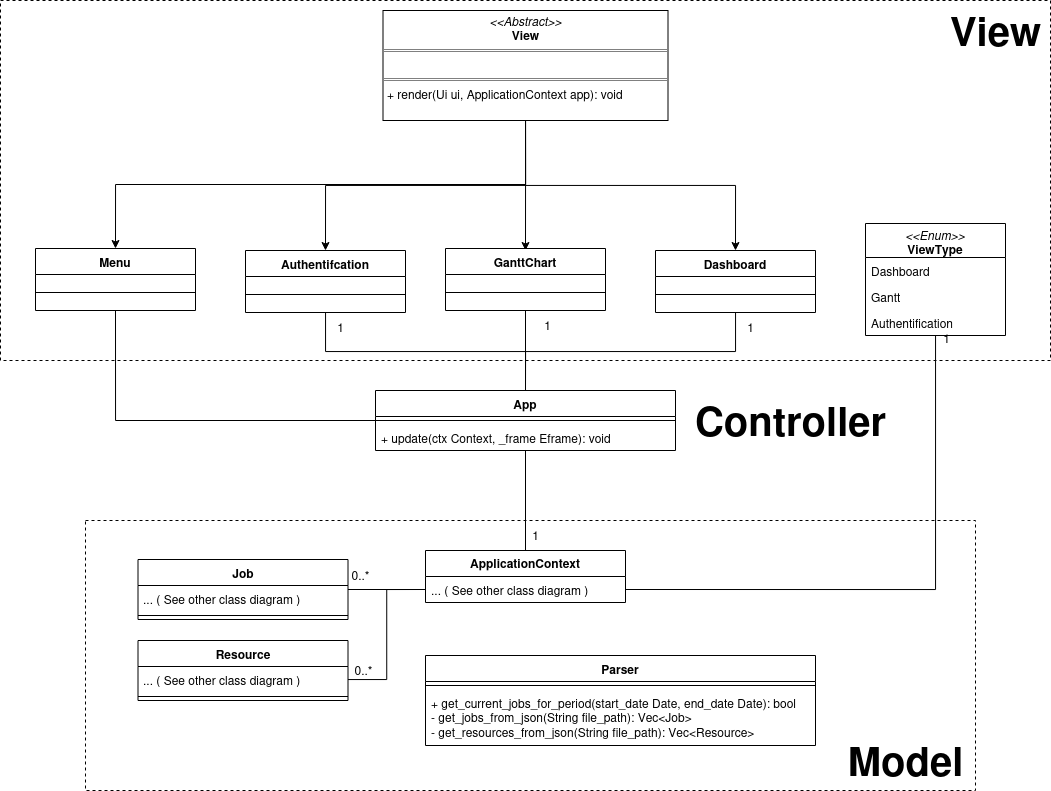 View
<<Abstract>>
View
+ render(Ui ui, ApplicationContext app): void
Menu
Authentifcation
GanttChart
Dashboard
<<Enum>>
ViewType
Dashboard
Gantt
Authentification
1
1
1
1
App
+ update(ctx Context, _frame Eframe): void
Controller
1
Job
... ( See other class diagram )
0..*
ApplicationContext
... ( See other class diagram )
Resource
... ( See other class diagram )
0..*
Parser
+ get_current_jobs_for_period(start_date Date, end_date Date): bool
- get_jobs_from_json(String file_path): Vec<Job>
- get_resources_from_json(String file_path): Vec<Resource>
Model